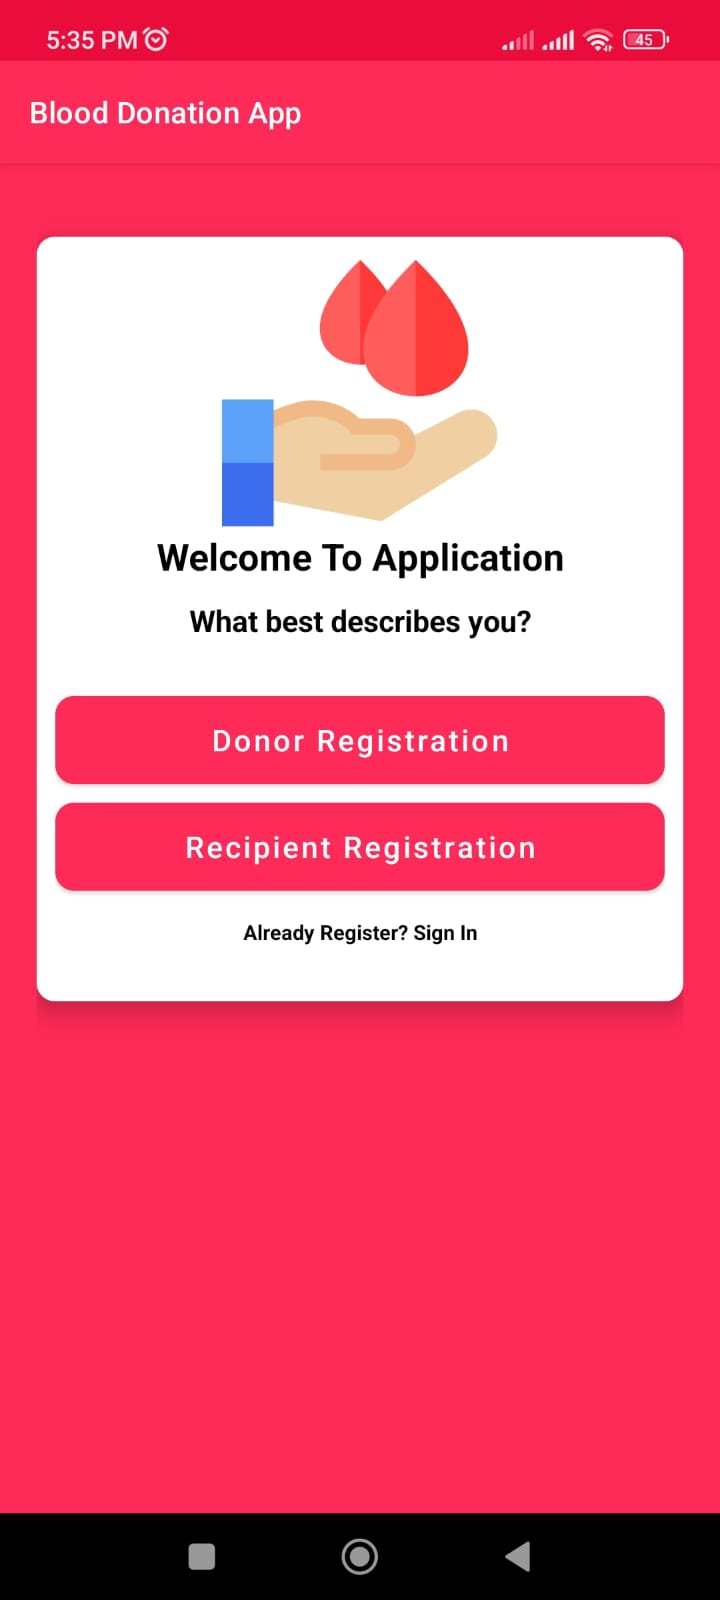 5:35 PM
45
Blood Donation App
Welcome To Application
What best describes you?
Donor Registration
Recipient Registration
Already Register? Sign In